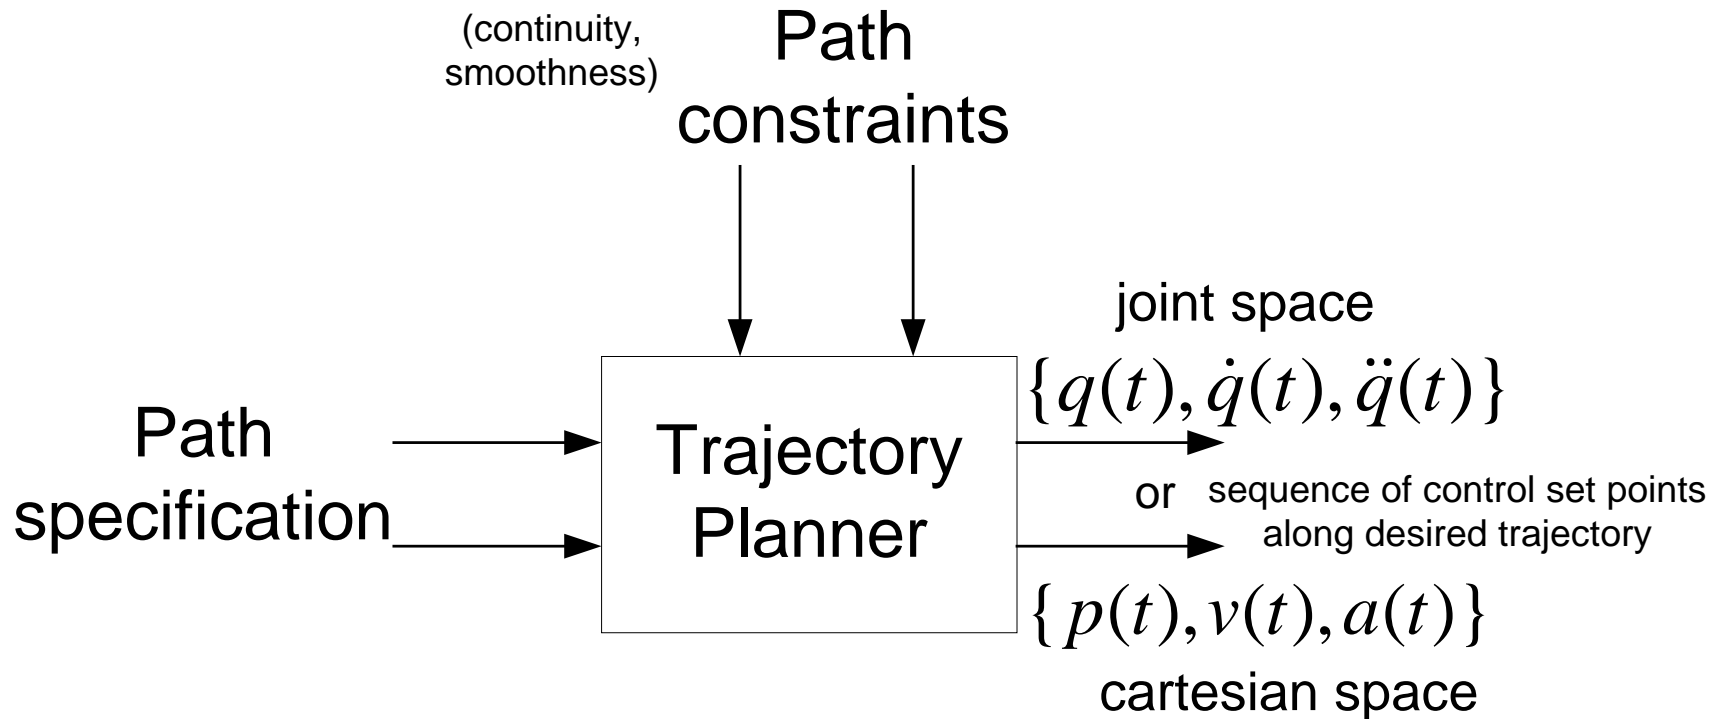 (continuity,
smoothness)
Path
constraints
joint space
{q(t), q̇(t), q̈(t)}
Path
specification
Trajectory
Planner
or
sequence of control set points
along desired trajectory
{p(t), v(t), a(t)}
cartesian space